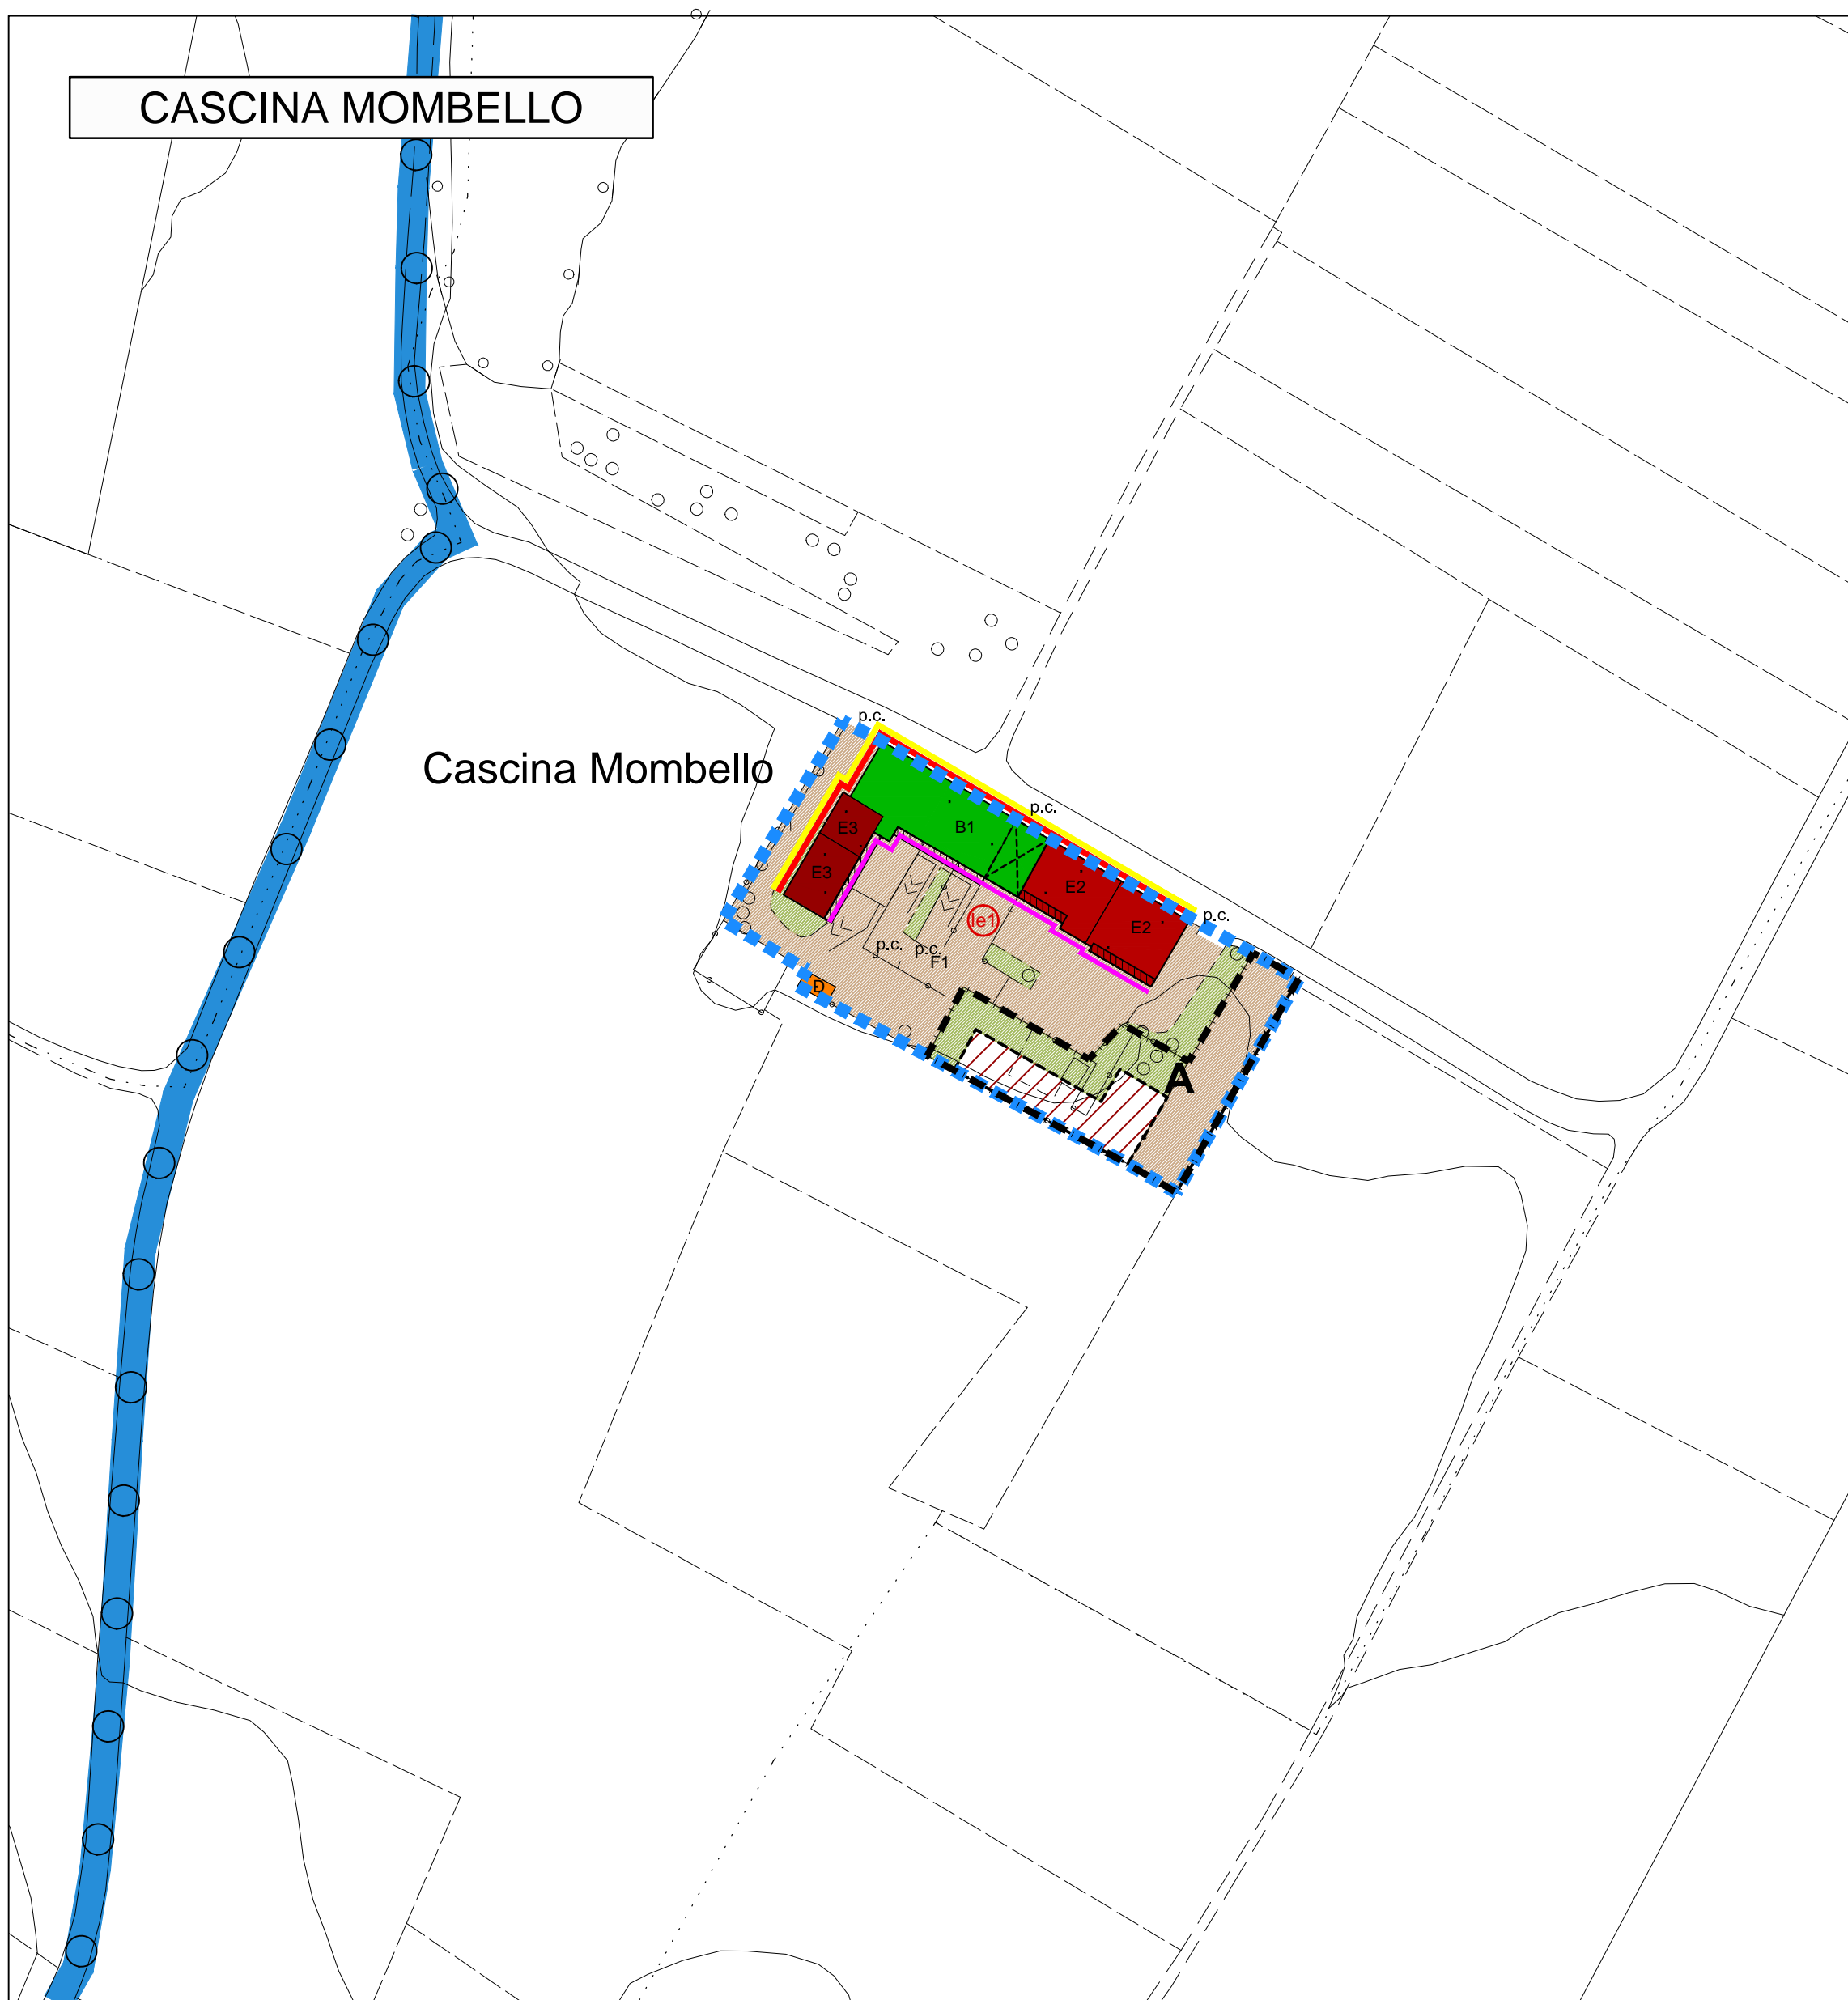 CASCINA MOMBELLO
p.c.
Cascina Mombello
p.c.
E3
B1
E3
E2
p.c.
Ie1
E2
p.c.
p.c.
F1
D
A